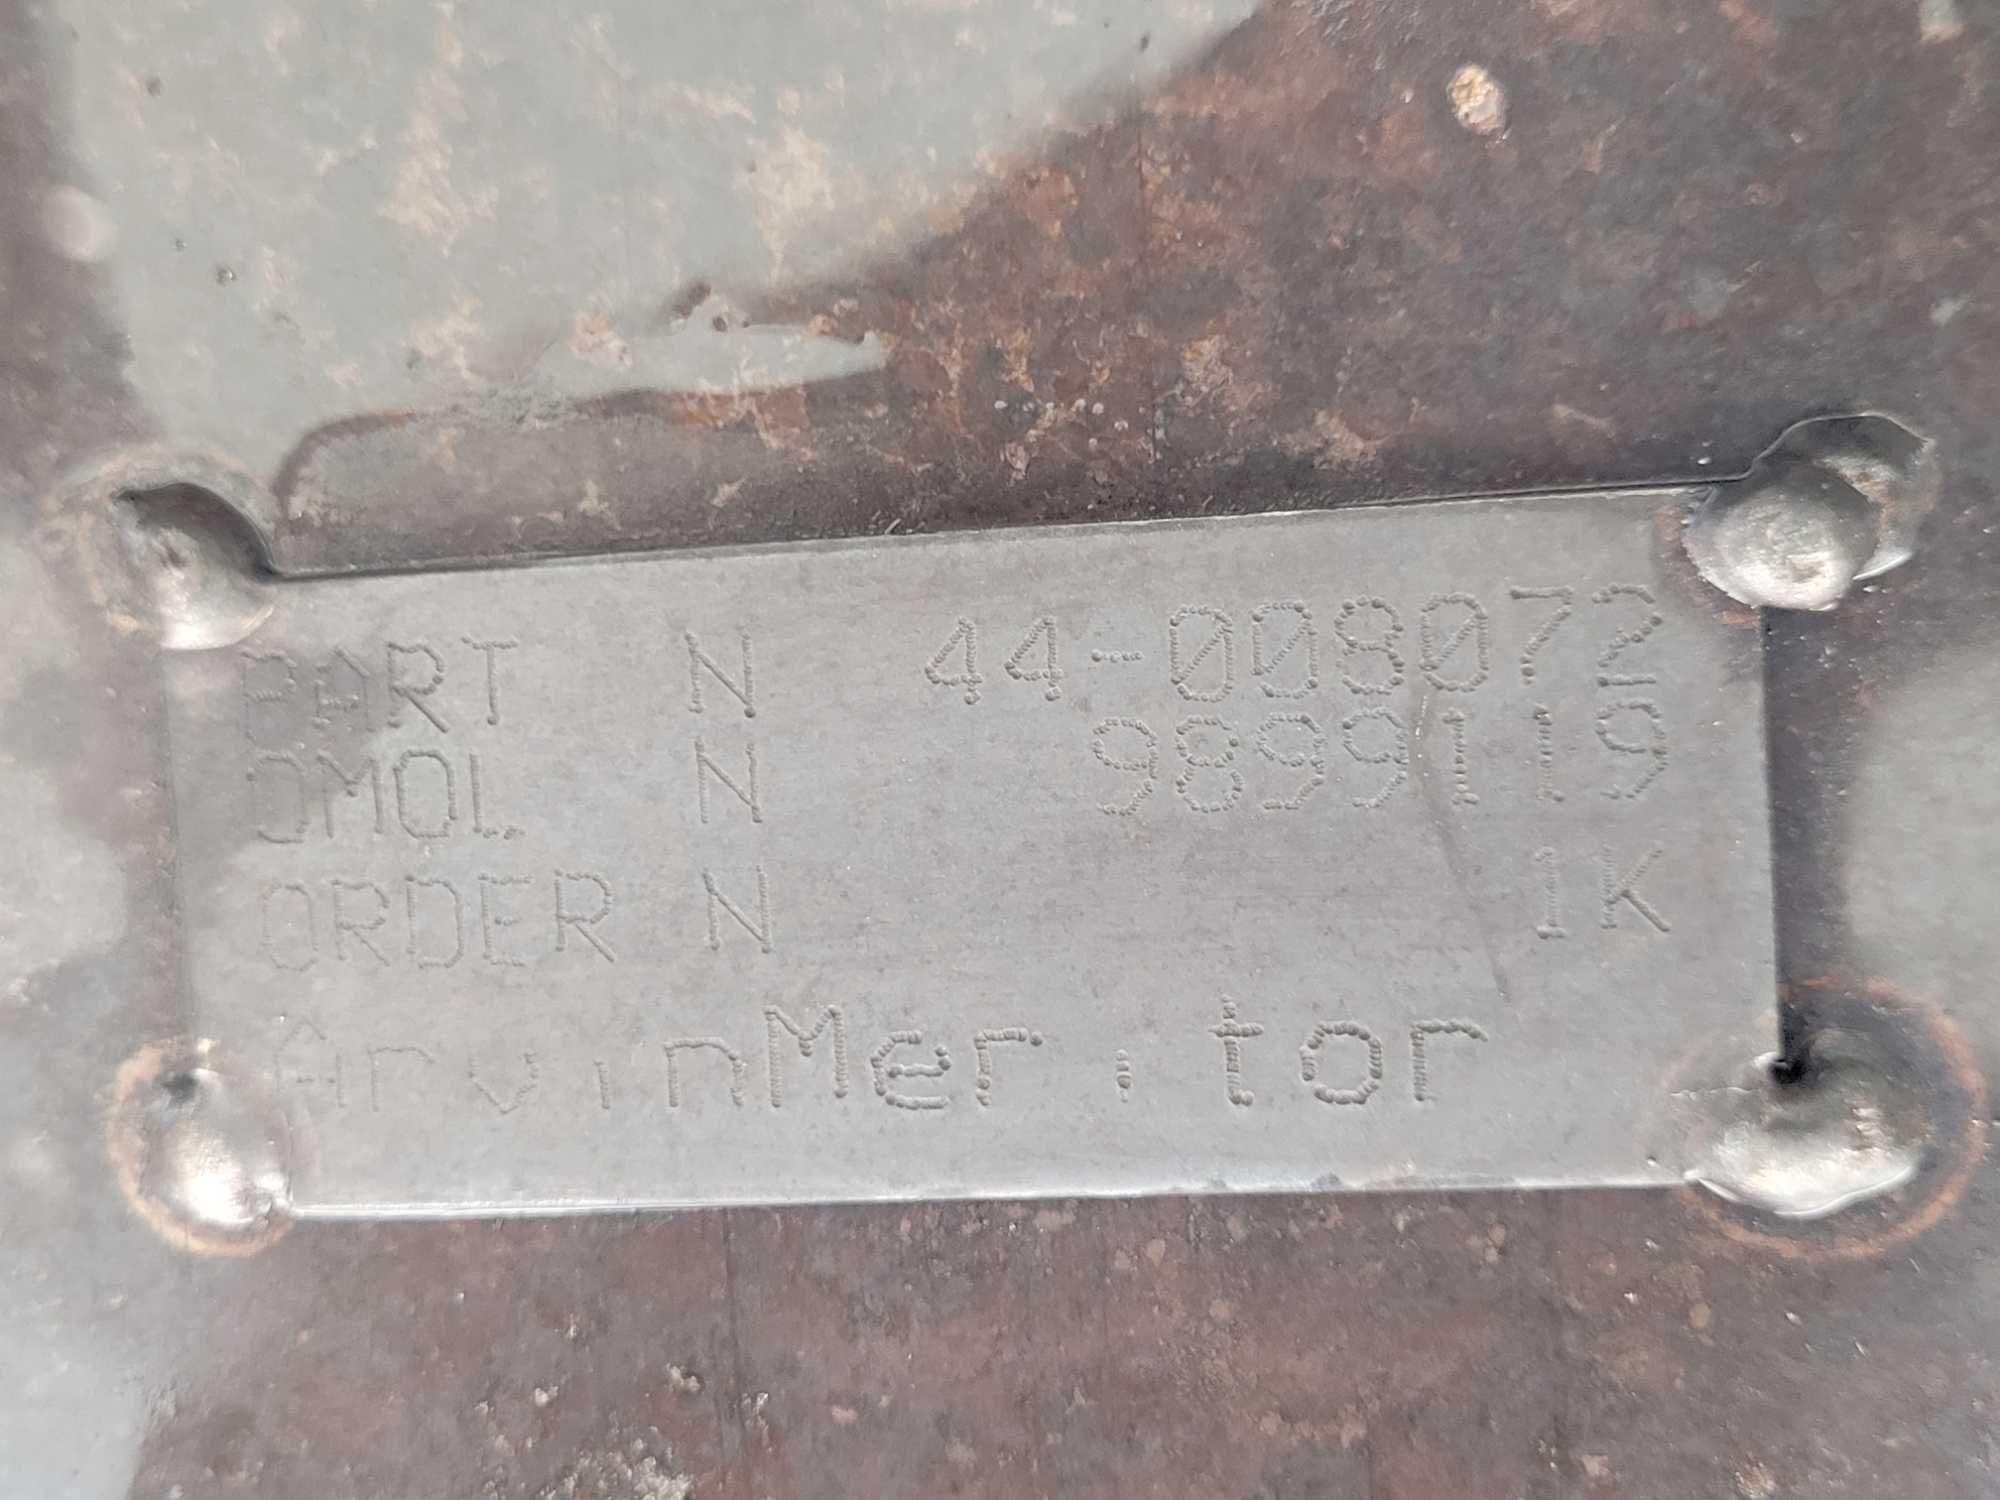 PART N 44-008072
OMOL N 9899119
ORDER N 1K
ArvinMeritor